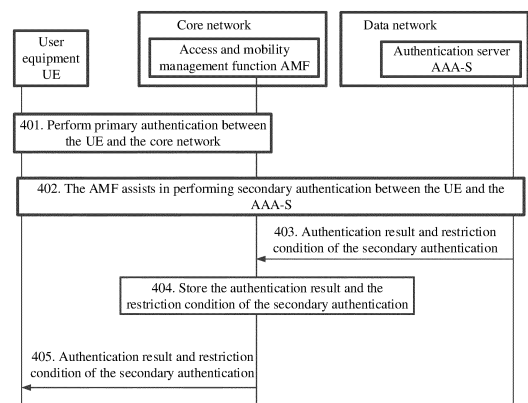 User
equipment
UE
Core network
Access and mobility
management function AMF
Data network
Authentication server
AAA-S
401. Perform primary authentication between
the UE and the core network
402. The AMF assists in performing secondary authentication between the UE and the
AAA-S
403. Authentication result and restriction
condition of the secondary authentication
404. Store the authentication result and the
restriction condition of the secondary authentication
405. Authentication result and restriction
condition of the secondary authentication